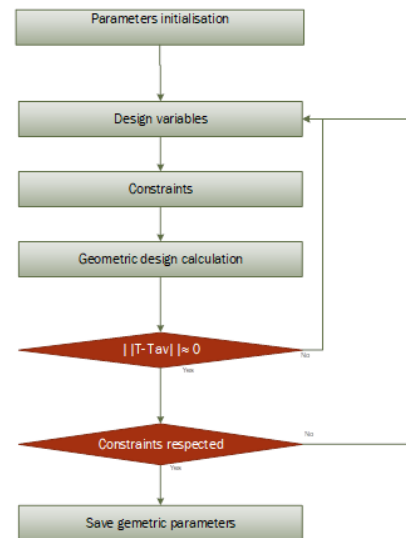 Parameters initialisation
Design variables
Constraints
Geometric design calculation
||T-Tav||≈ 0
No
Yes
Constraints respected
No
Yes
Save gemetric parameters